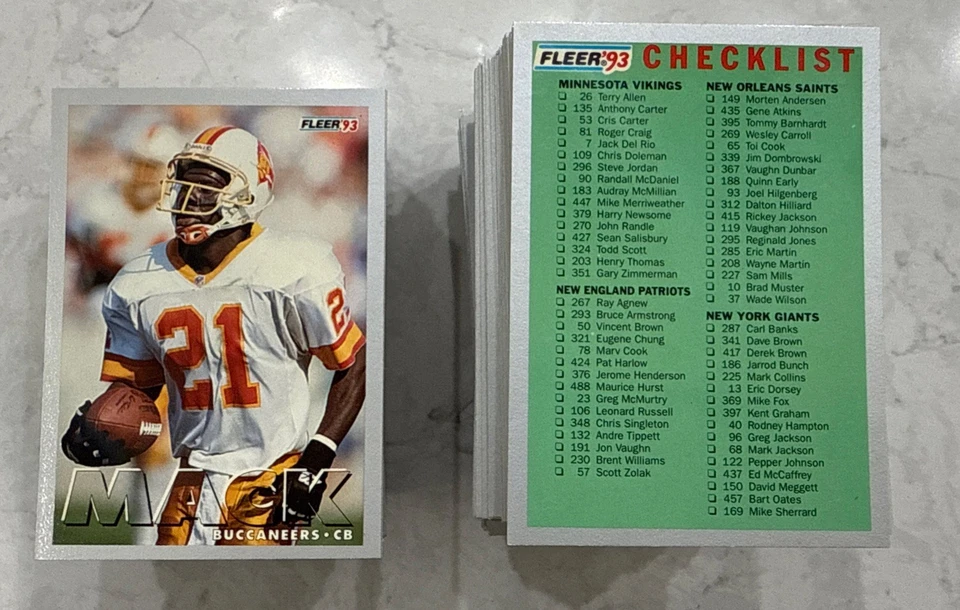 FLEER '93
21
2
MACK
BUCCANEERS • CB
FLEER '93 CHECKLIST
MINNESOTA VIKINGS
26 Terry Allen
135 Anthony Carter
53 Cris Carter
81 Roger Craig
7 Jack Del Rio
109 Chris Doleman
296 Steve Jordan
90 Randall McDaniel
183 Audray McMillian
447 Mike Merriweather
379 Harry Newsome
270 John Randle
427 Sean Salisbury
324 Todd Scott
203 Henry Thomas
351 Gary Zimmerman
NEW ENGLAND PATRIOTS
267 Ray Agnew
293 Bruce Armstrong
50 Vincent Brown
321 Eugene Chung
78 Marv Cook
424 Pat Harlow
376 Jerome Henderson
488 Maurice Hurst
23 Greg McMurtry
106 Leonard Russell
348 Chris Singleton
132 Andre Tippett
191 Jon Vaughn
230 Brent Williams
57 Scott Zolak
NEW ORLEANS SAINTS
149 Morten Andersen
435 Gene Atkins
395 Tommy Barnhardt
269 Wesley Carroll
65 Toi Cook
339 Jim Dombrowski
367 Vaughn Dunbar
188 Quinn Early
93 Joel Hilgenberg
312 Dalton Hilliard
415 Rickey Jackson
119 Vaughan Johnson
295 Reginald Jones
285 Eric Martin
208 Wayne Martin
227 Sam Mills
10 Brad Muster
37 Wade Wilson
NEW YORK GIANTS
287 Carl Banks
341 Dave Brown
417 Derek Brown
186 Jarrod Bunch
225 Mark Collins
13 Eric Dorsey
369 Mike Fox
397 Kent Graham
40 Rodney Hampton
96 Greg Jackson
68 Mark Jackson
122 Pepper Johnson
437 Ed McCaffrey
150 David Meggett
457 Bart Oates
169 Mike Sherrard